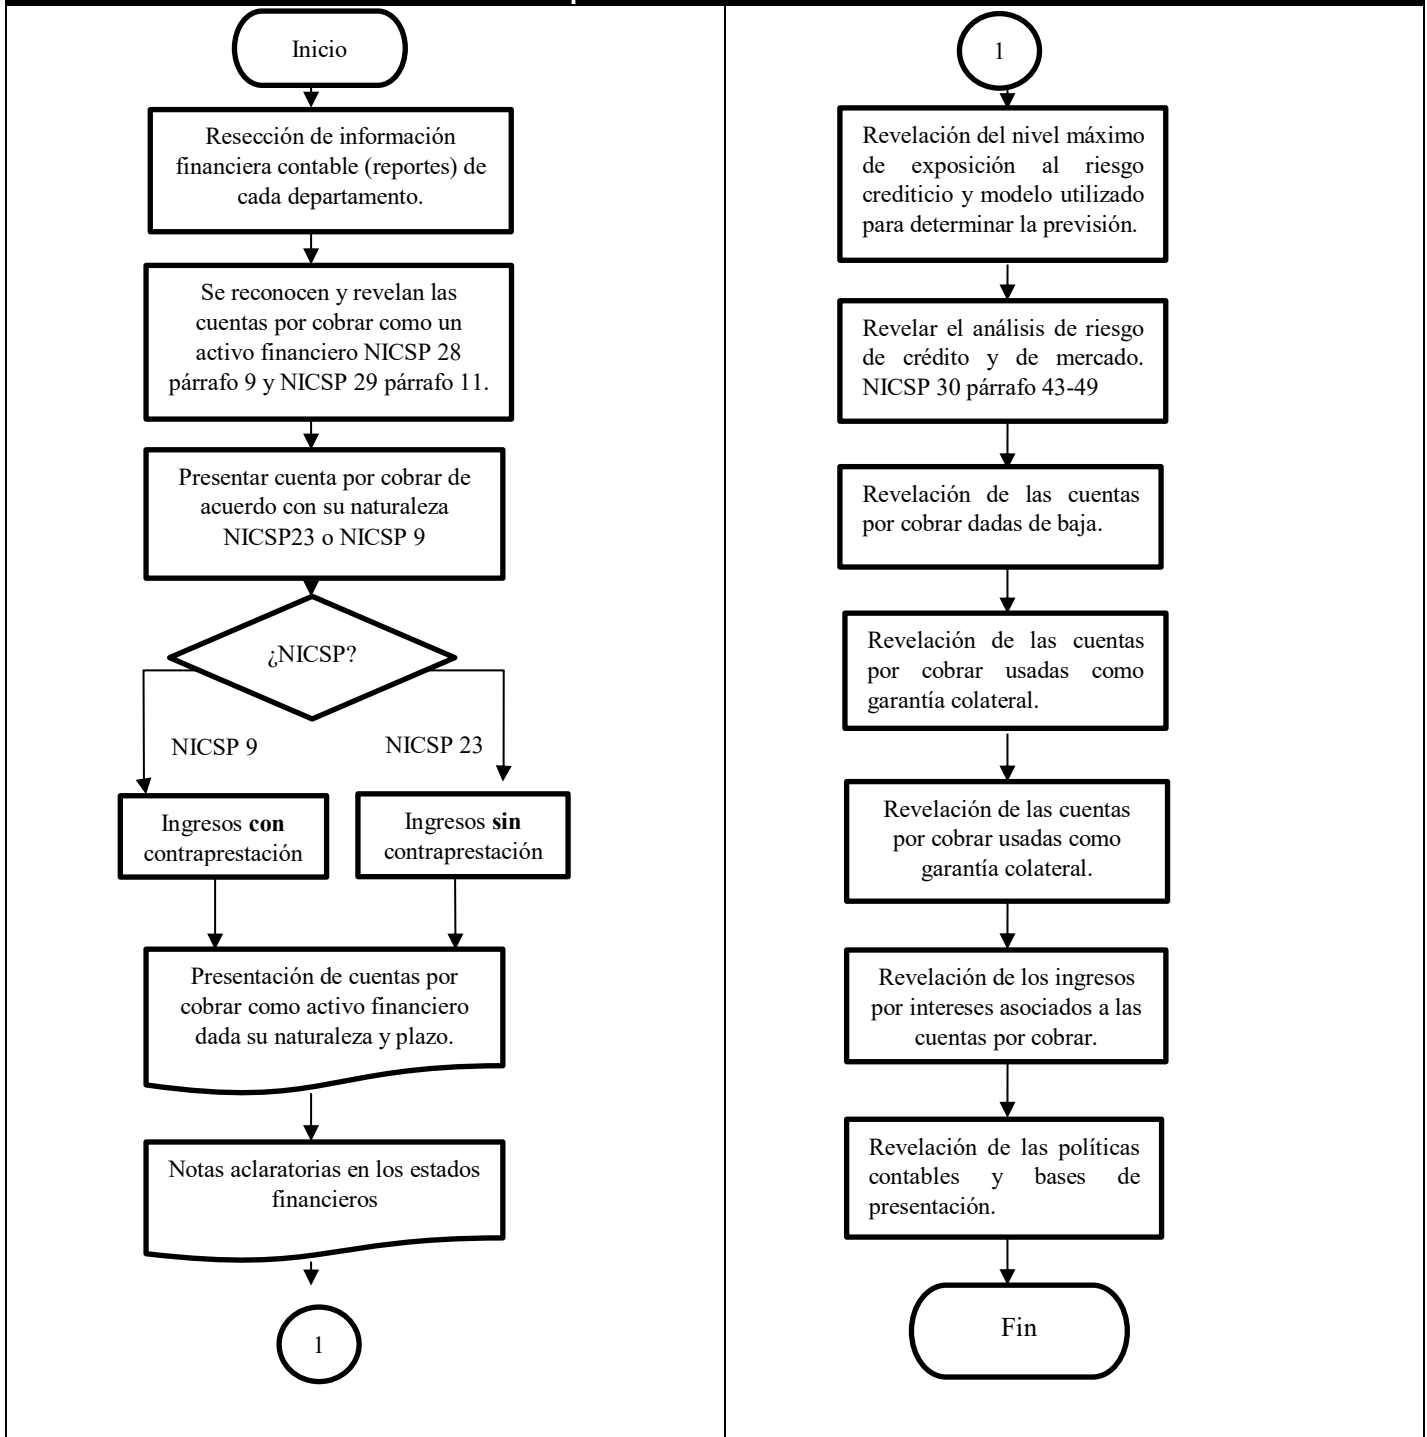 Inicio
Resección de información
financiera contable (reportes) de
cada departamento.
Se reconocen y revelan las
cuentas por cobrar como un
activo financiero NICSP 28
párrafo 9 y NICSP 29 párrafo 11.
Presentar cuenta por cobrar de
acuerdo con su naturaleza
NICSP23 o NICSP 9
¿NICSP?
NICSP 9
NICSP 23
Ingresos con
contraprestación
Ingresos sin
contraprestación
Presentación de cuentas por
cobrar como activo financiero
dada su naturaleza y plazo.
Notas aclaratorias en los estados
financieros
1
1
Revelación del nivel máximo
de exposición al riesgo
crediticio y modelo utilizado
para determinar la previsión.
Revelar el análisis de riesgo
de crédito y de mercado.
NICSP 30 párrafo 43-49
Revelación de las cuentas
por cobrar dadas de baja.
Revelación de las cuentas
por cobrar usadas como
garantía colateral.
Revelación de las cuentas
por cobrar usadas como
garantía colateral.
Revelación de los ingresos
por intereses asociados a las
cuentas por cobrar.
Revelación de las políticas
contables y bases de
presentación.
Fin